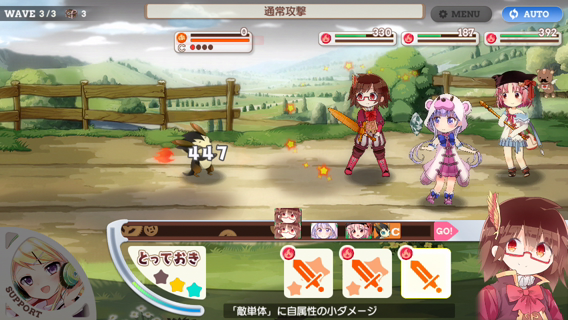 WAVE 3/3 3
通常攻撃
MENU
AUTO
0
C
330
187
392
447
C
GO!
とっておき
SUPPORT
「敵単体」に自属性の小ダメージ